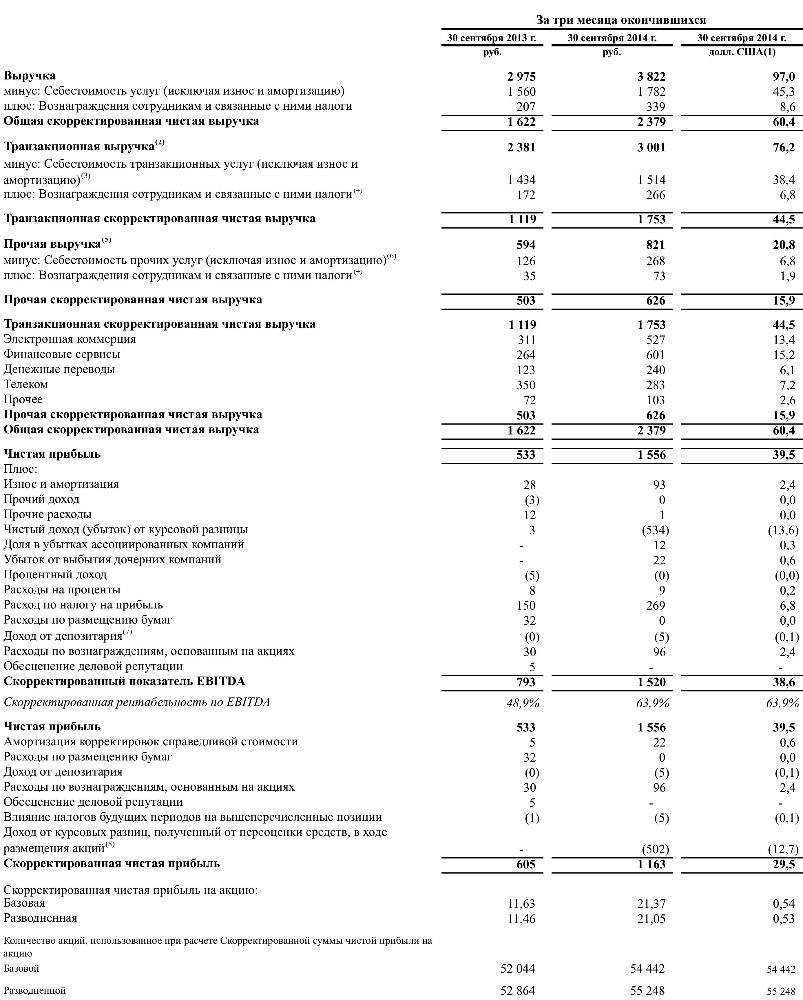 За три месяца окончившихся
30 сентября 2013 г. 30 сентября 2014 г. 30 сентября 2014 г.
руб. руб. долл. США(1)
Выручка 2 975 3 822 97,0
минус: Себестоимость услуг (исключая износ и амортизацию) 1 560 1 782 45,3
плюс: Вознаграждения сотрудникам и связанные с ними налоги 207 339 8,6
Общая скорректированная чистая выручка 1 622 2 379 60,4
Транзакционная выручка(2) 2 381 3 001 76,2
минус: Себестоимость транзакционных услуг (исключая износ и
амортизацию)(3) 1 434 1 514 38,4
плюс: Вознаграждения сотрудникам и связанные с ними налоги(4) 172 266 6,8
Транзакционная скорректированная чистая выручка 1 119 1 753 44,5
Прочая выручка(5) 594 821 20,8
минус: Себестоимость прочих услуг (исключая износ и амортизацию)(6) 126 268 6,8
плюс: Вознаграждения сотрудникам и связанные с ними налоги(4) 35 73 1,9
Прочая скорректированная чистая выручка 503 626 15,9
Транзакционная скорректированная чистая выручка 1 119 1 753 44,5
Электронная коммерция 311 527 13,4
Финансовые сервисы 264 601 15,2
Денежные переводы 123 240 6,1
Телеком 350 283 7,2
Прочее 72 103 2,6
Прочая скорректированная чистая выручка 503 626 15,9
Общая скорректированная чистая выручка 1 622 2 379 60,4
Чистая прибыль 533 1 556 39,5
Плюс:
Износ и амортизация 28 93 2,4
Прочий доход (3) 0 0,0
Прочие расходы 12 1 0,0
Чистый доход (убыток) от курсовой разницы 3 (534) (13,6)
Доля в убытках ассоциированных компаний - 12 0,3
Убыток от выбытия дочерних компаний - 22 0,6
Процентный доход (5) (0) (0,0)
Расходы на проценты 8 9 0,2
Расход по налогу на прибыль 150 269 6,8
Расходы по размещению бумаг 32 0 0,0
Доход от депозитария(7) (0) (5) (0,1)
Расходы по вознаграждениям, основанным на акциях 30 96 2,4
Обесценение деловой репутации 5 - -
Скорректированный показатель EBITDA 793 1 520 38,6
Скорректированная рентабельность по EBITDA 48,9% 63,9% 63,9%
Чистая прибыль 533 1 556 39,5
Амортизация корректировок справедливой стоимости 5 22 0,6
Расходы по размещению бумаг 32 0 0,0
Доход от депозитария (0) (5) (0,1)
Расходы по вознаграждениям, основанным на акциях 30 96 2,4
Обесценение деловой репутации 5 - -
Влияние налогов будущих периодов на вышеперечисленные позиции (1) (5) (0,1)
Доход от курсовых разниц, полученный от переоценки средств, в ходе
размещения акций(8) - (502) (12,7)
Скорректированная чистая прибыль 605 1 163 29,5
Скорректированная чистая прибыль на акцию:
Базовая 11,63 21,37 0,54
Разводненная 11,46 21,05 0,53
Количество акций, использованное при расчете Скорректированной суммы чистой прибыли на
акцию
Базовой 52 044 54 442 54 442
Разводненной 52 864 55 248 55 248